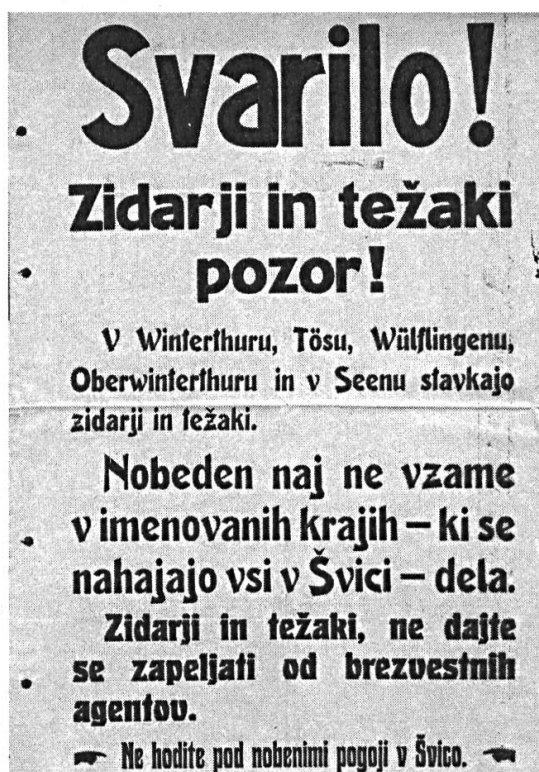 Svarilo!
Zidarji in težaki
pozor!
V Winterthuru, Tösu, Wülflingenu,
Oberwinterthuru in v Seenu stavkajo
zidarji in težaki.
Nobeden naj ne vzame
v imenovanih krajih – ki se
nahajajo vsi v Švici – dela.
Zidarji in težaki, ne dajte
se zapeljati od brezvestnih
agentov.
Ne hodite pod nobenimi pogoji v Švico.